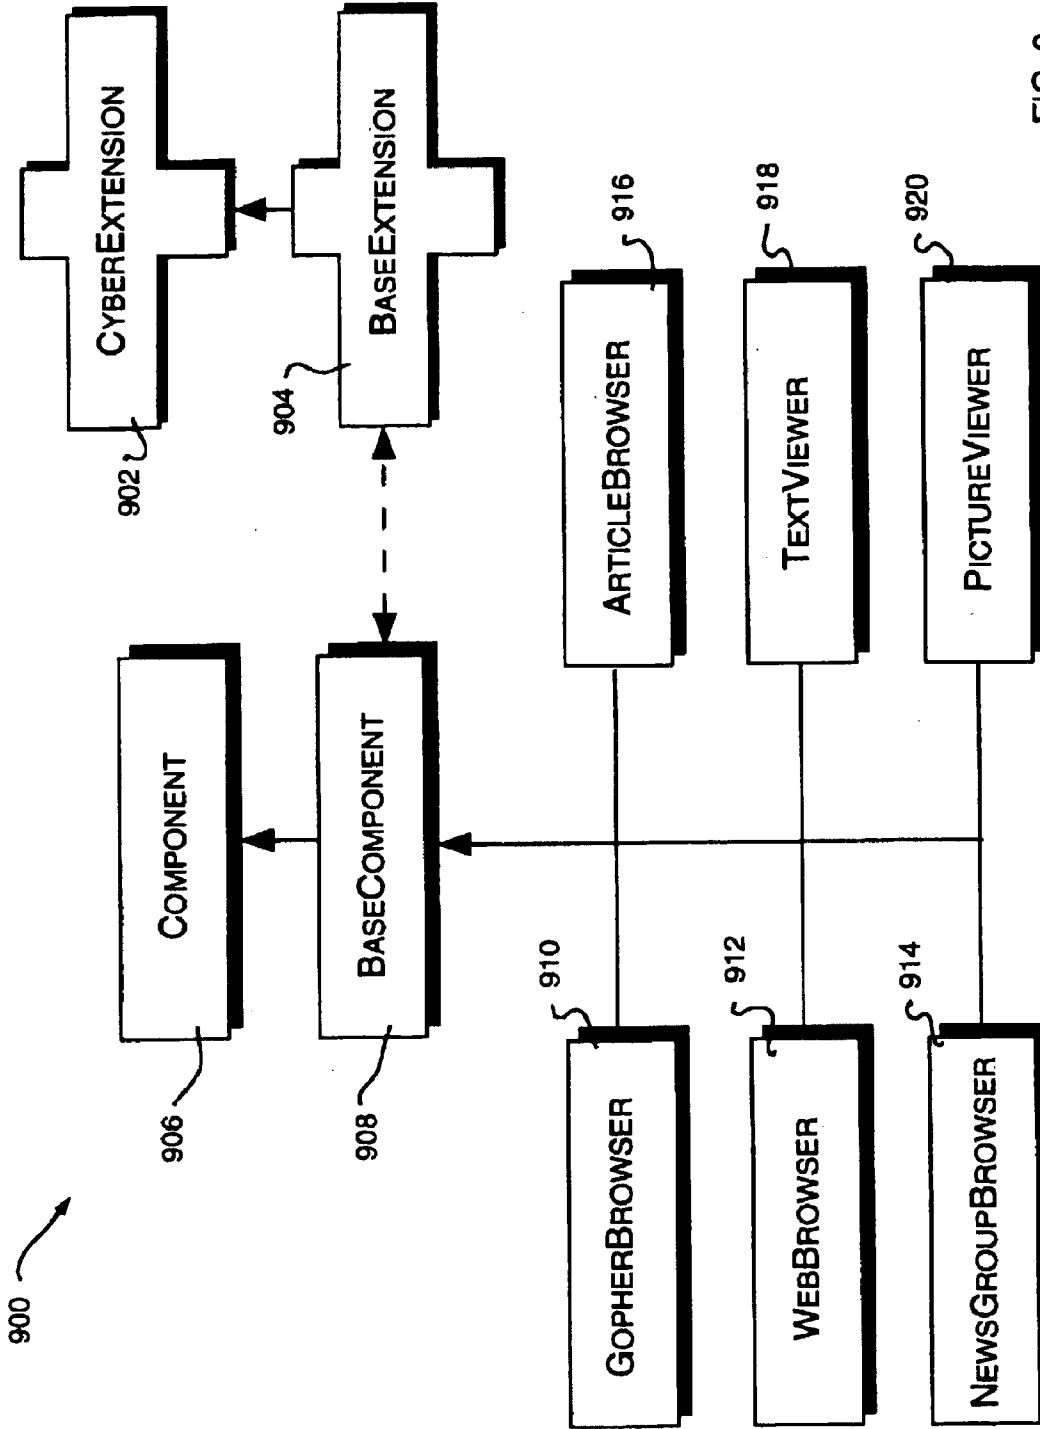 900
COMPONENT
906
CYBEREXTENSION
902
BASECOMPONENT
908
BASEEXTENSION
904
GOPHERBROWSER
910
ARTICLEBROWSER
916
WEBBROWSER
912
TEXTVIEWER
918
NEWSGROUPBROWSER
914
PICTUREVIEWER
920
FIG.